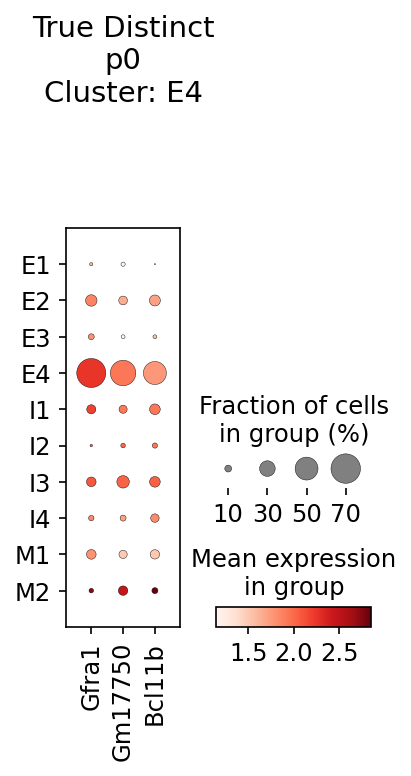 True Distinct
p0
Cluster: E4
E1
E2
E3
E4
I1
I2
I3
I4
M1
M2
Gfra1
Gm17750
Bcl11b
Fraction of cells
in group (%)
10 30 50 70
Mean expression
in group
1.5 2.0 2.5